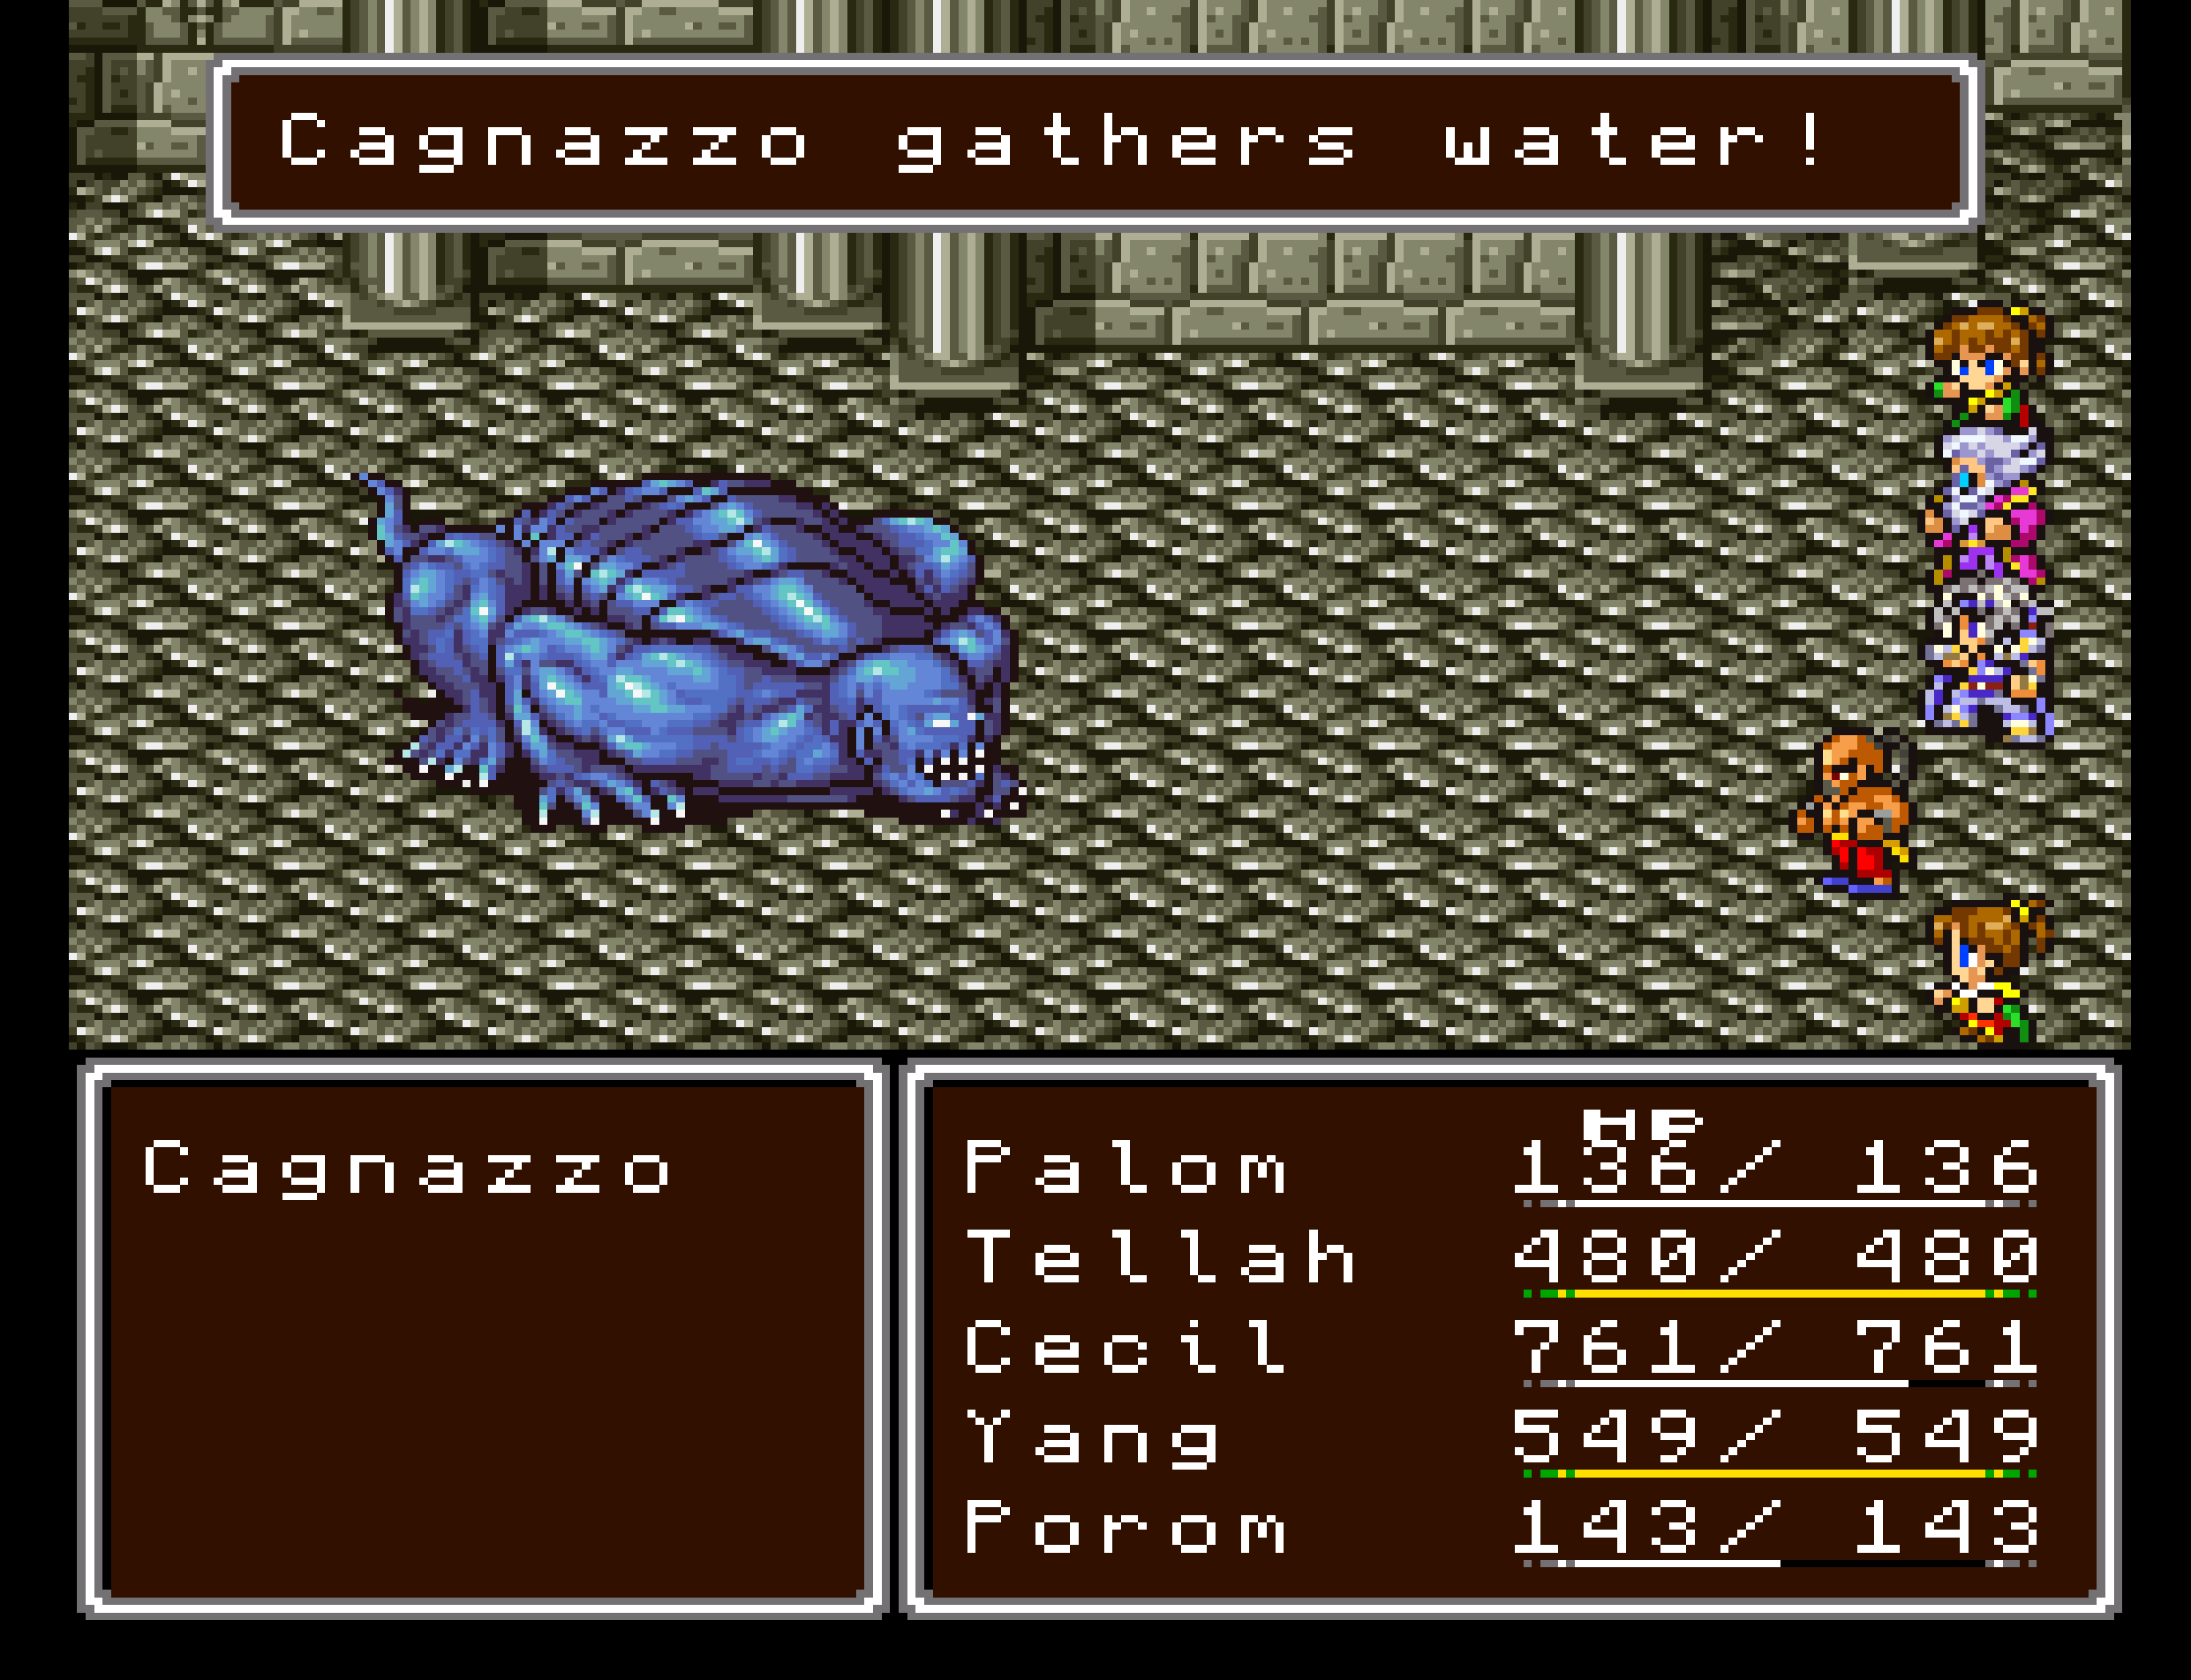 Cagnazzo gathers water!
Cagnazzo
HP
Palom 136/ 136
Tellah 480/ 480
Cecil 761/ 761
Yang 549/ 549
Porom 143/ 143